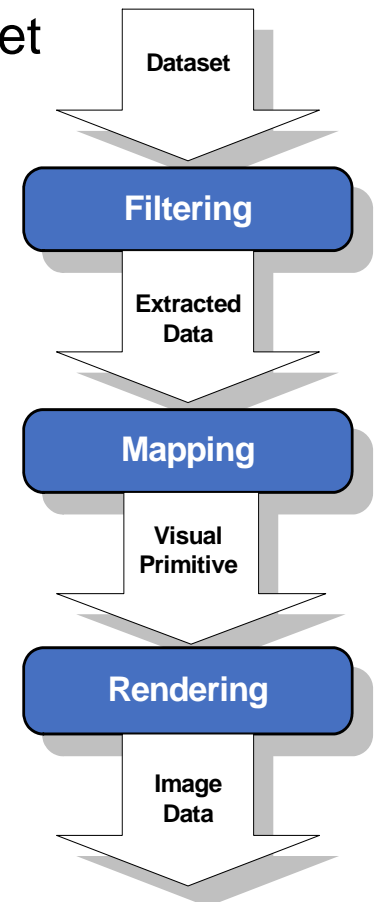 et
Dataset
Filtering
Extracted
Data
Mapping
Visual
Primitive
Rendering
Image
Data